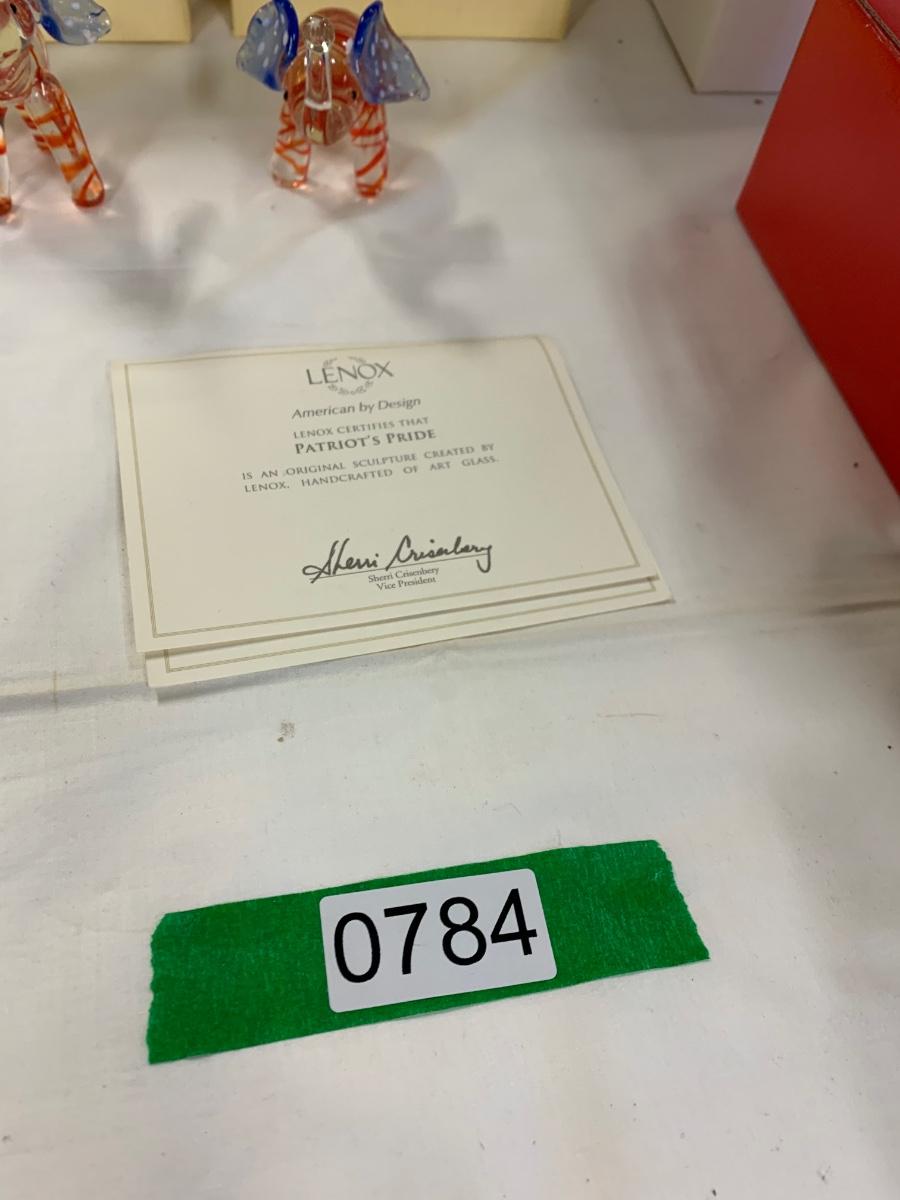 LENOX
American by Design
LENOX CERTIFIES THAT
PATRIOT'S PRIDE
IS AN ORIGINAL SCULPTURE CREATED BY
LENOX. HANDCRAFTED OF ART GLASS.
Sherri Crisenbery
Sherri Crisenbery
Vice President
0784